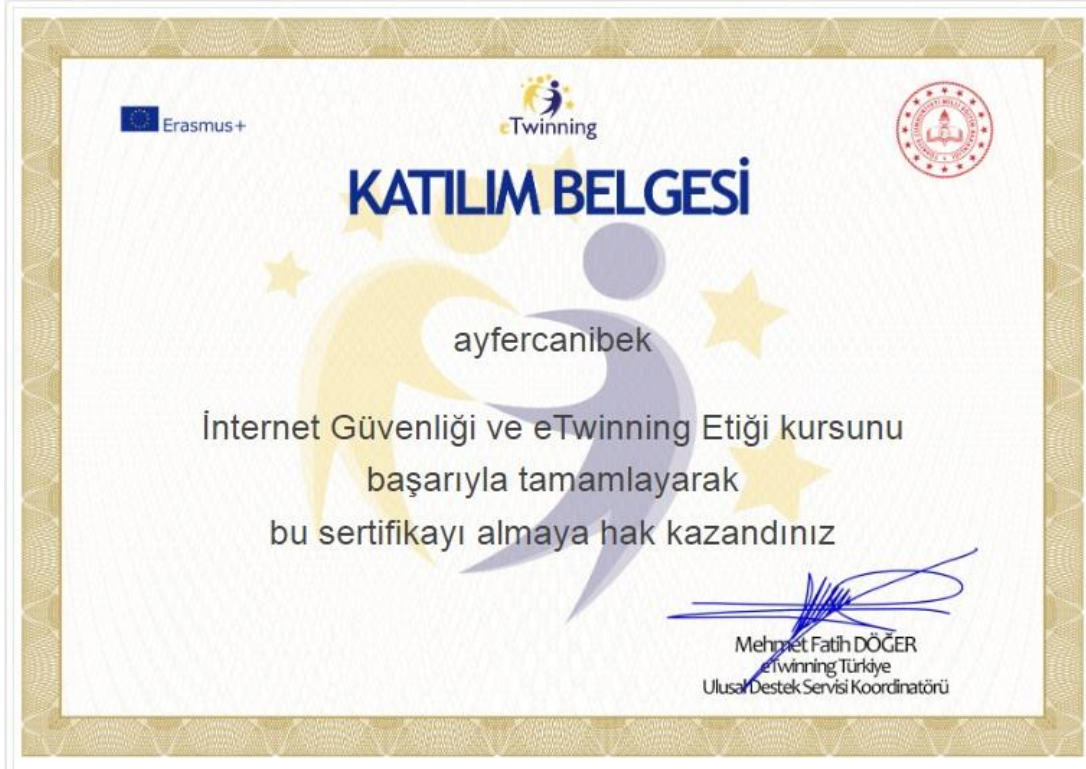 Erasmus+
eTwinning
KATILIM BELGESİ
ayfercanibek
İnternet Güvenliği ve eTwinning Etiği kursunu
başarıyla tamamlayarak
bu sertifikayı almaya hak kazandınız
Mehmet Fatih DÖĞER
eTwinning Türkiye
Ulusal Destek Servisi Koordinatörü